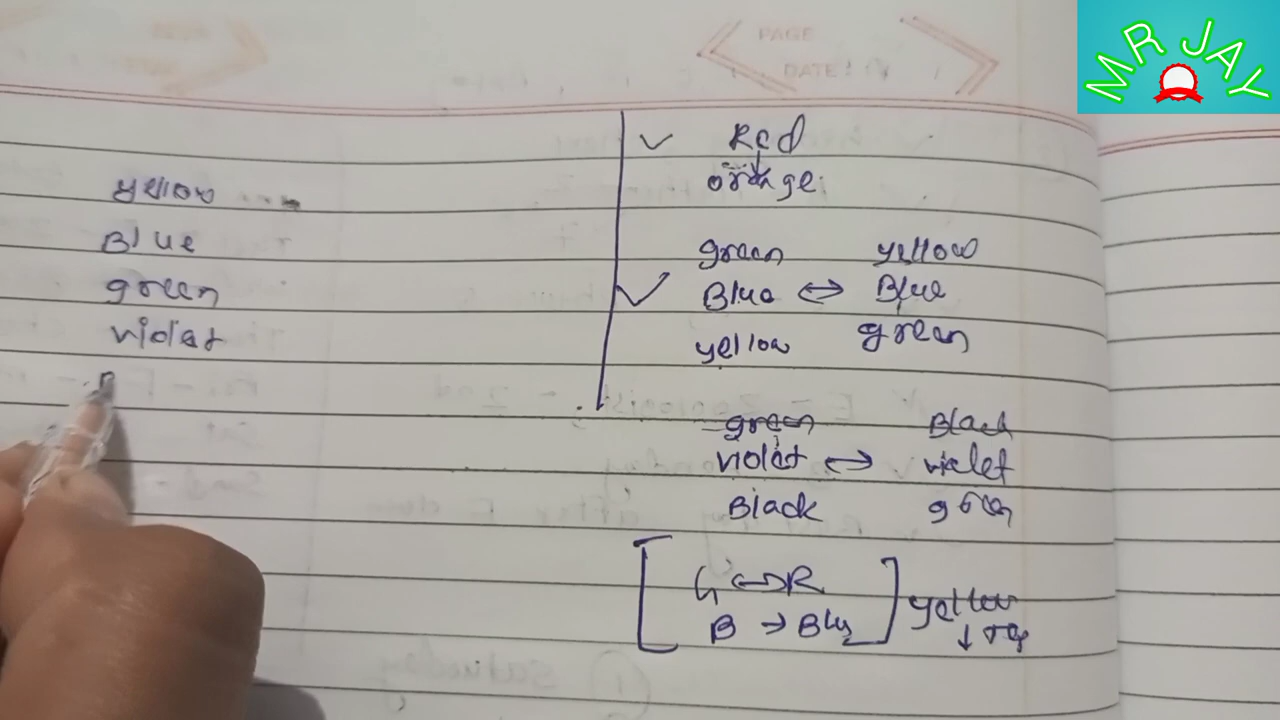 MR JAY
PAGE
DATE:
yellow
Blue
green
violet
Red
orange
green yellow
Blue ↔ Blue
yellow green
green Black
violet ↔ violet
Black green
G ↔ R
B → Blu
yellow
↓